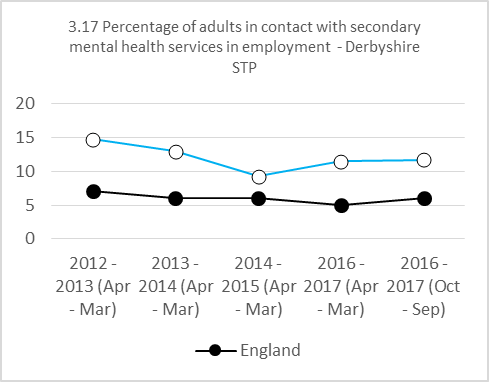 3.17 Percentage of adults in contact with secondary
mental health services in employment - Derbyshire
STP
20
15
10
5
0
2012 -
2013 (Apr
- Mar)
2013 -
2014 (Apr
- Mar)
2014 -
2015 (Apr
- Mar)
2016 -
2017 (Apr
- Mar)
2016 -
2017 (Oct
- Sep)
England